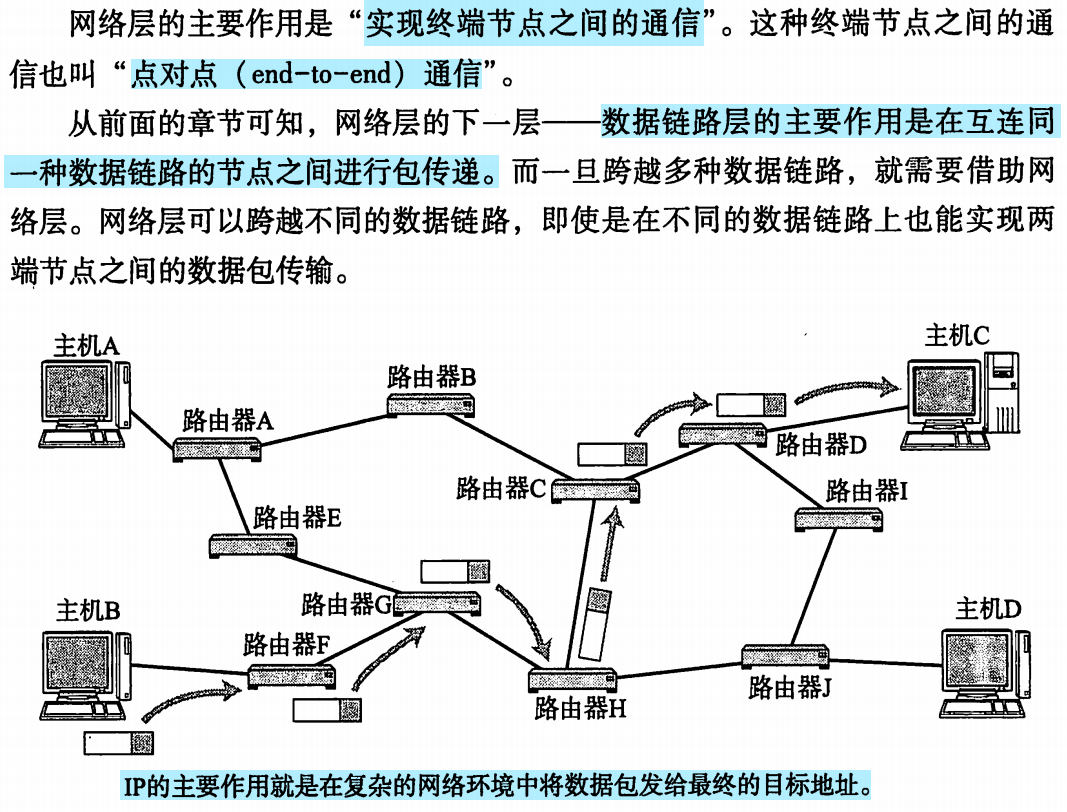 网络层的主要作用是“实现终端节点之间的通信”。这种终端节点之间的通
信也叫“点对点（end-to-end）通信”。
从前面的章节可知，网络层的下一层——数据链路层的主要作用是在互连同
一种数据链路的节点之间进行包传递。而一旦跨越多种数据链路，就需要借助网
络层。网络层可以跨越不同的数据链路，即使是在不同的数据链路上也能实现两
端节点之间的数据包传输。
主机A
主机C
路由器B
路由器A
路由器D
路由器C
路由器I
路由器E
主机B
路由器G
主机D
路由器F
路由器J
路由器H
IP的主要作用就是在复杂的网络环境中将数据包发给最终的目标地址。